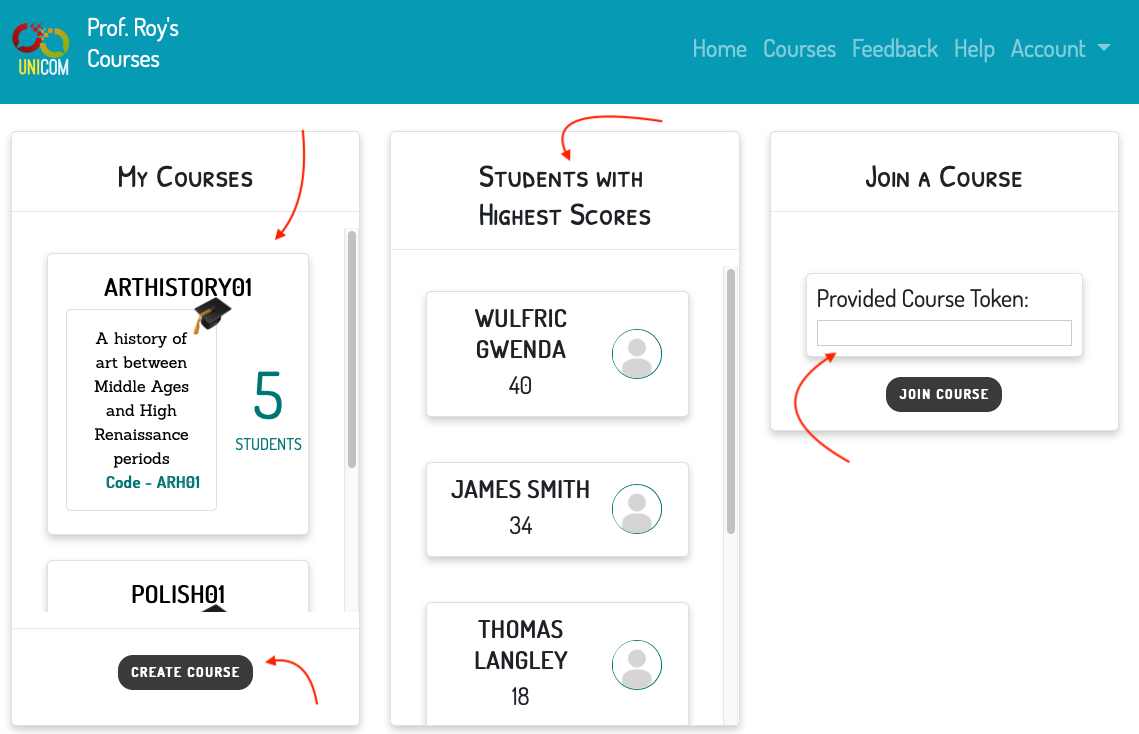 Prof. Roy's
Courses
UNICOM
Home Courses Feedback Help Account
My Courses
ARTHISTORY01
A history of
art between
Middle Ages
and High
Renaissance
periods
Code - ARH01
5
STUDENTS
POLISH01
CREATE COURSE
Students with
Highest Scores
WULFRIC
GWENDA
40
JAMES SMITH
34
THOMAS
LANGLEY
18
Join a Course
Provided Course Token:
JOIN COURSE